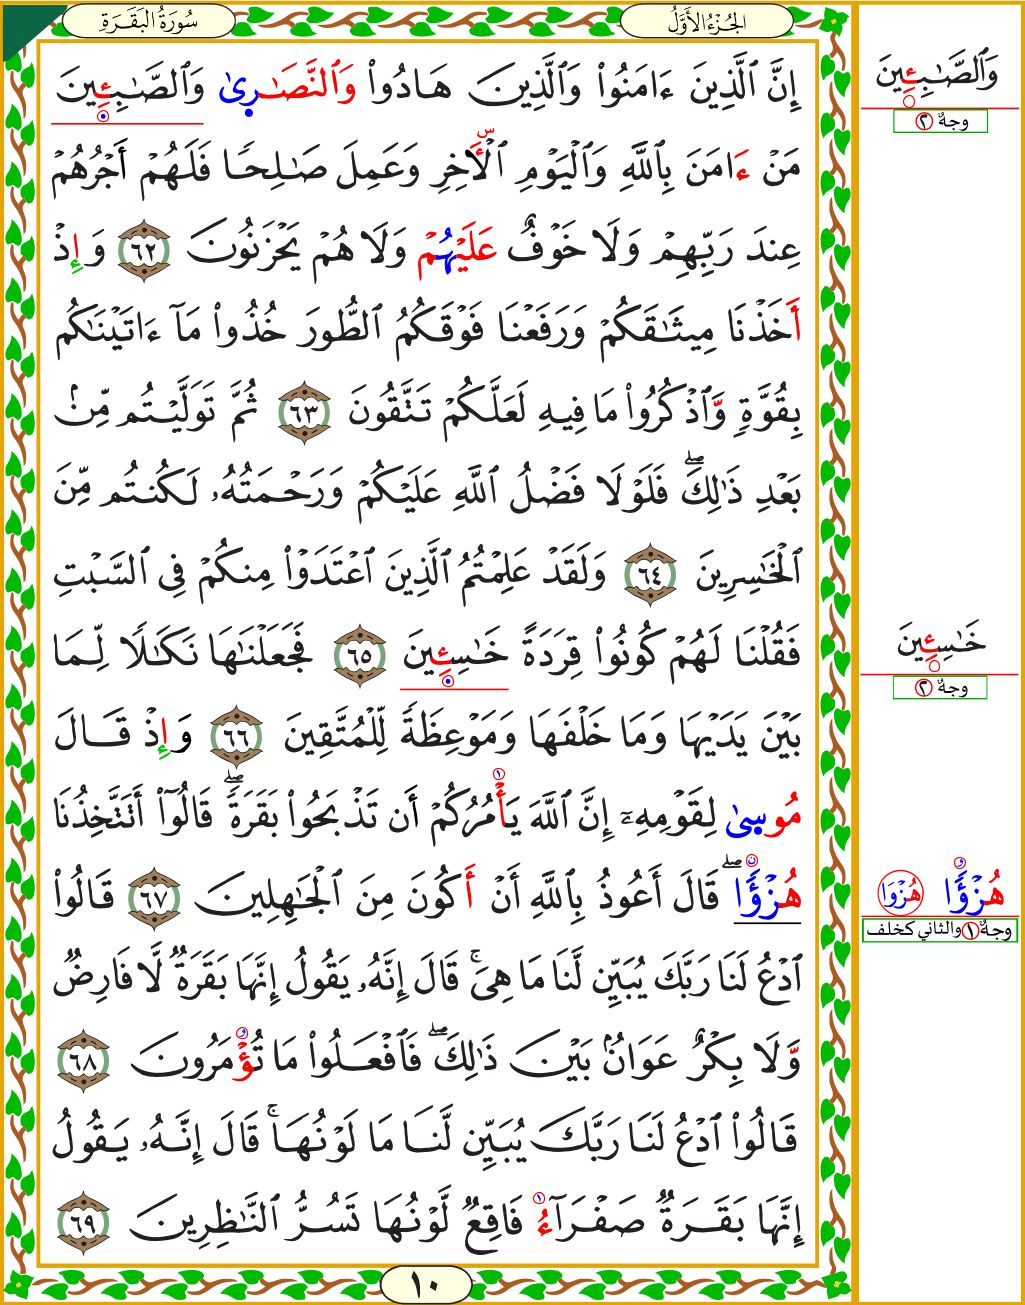 سُورَةُ البَقَرَةِ
الجُزْءُ الأَوَّلُ
إِنَّ ٱلَّذِينَ ءَامَنُوا۟ وَٱلَّذِينَ هَادُوا۟ وَٱلنَّصَٰرِىٰ وَٱلصَّٰبِـِٔينَ
مَنْ ءَامَنَ بِٱللَّهِ وَٱلْيَوْمِ ٱلْأَخِرِ وَعَمِلَ صَٰلِحًا فَلَهُمْ أَجْرُهُمْ
عِندَ رَبِّهِمْ وَلَا خَوْفٌ عَلَيْهُمْ وَلَا هُمْ يَحْزَنُونَ ٦٢ وَإِذْ
أَخَذْنَا مِيثَٰقَكُمْ وَرَفَعْنَا فَوْقَكُمُ ٱلطُّورَ خُذُوا۟ مَآ ءَاتَيْنَٰكُم
بِقُوَّةٍ وَّٱذْكُرُوا۟ مَا فِيهِ لَعَلَّكُمْ تَتَّقُونَ ٦٣ ثُمَّ تَوَلَّيْتُم مِّنۢ
بَعْدِ ذَٰلِكَ ۖ فَلَوْلَا فَضْلُ ٱللَّهِ عَلَيْكُمْ وَرَحْمَتُهُۥ لَكُنتُم مِّنَ
ٱلْخَٰسِرِينَ ٦٤ وَلَقَدْ عَلِمْتُمُ ٱلَّذِينَ ٱعْتَدَوْا۟ مِنكُمْ فِى ٱلسَّبْتِ
فَقُلْنَا لَهُمْ كُونُوا۟ قِرَدَةً خَٰسِـِٔينَ ٦٥ فَجَعَلْنَٰهَا نَكَٰلًا لِّمَا
بَيْنَ يَدَيْهَا وَمَا خَلْفَهَا وَمَوْعِظَةً لِّلْمُتَّقِينَ ٦٦ وَإِذْ قَالَ
مُوسِىٰ لِقَوْمِهِۦٓ إِنَّ ٱللَّهَ يَأْمُرُكُمْ أَن تَذْبَحُوا۟ بَقَرَةً ۖ قَالُوٓا۟ أَتَتَّخِذُنَا
هُزْؤًا ۖ قَالَ أَعُوذُ بِٱللَّهِ أَنْ أَكُونَ مِنَ ٱلْجَٰهِلِينَ ٦٧ قَالُوا۟
ٱدْعُ لَنَا رَبَّكَ يُبَيِّن لَّنَا مَا هِىَ ۚ قَالَ إِنَّهُۥ يَقُولُ إِنَّهَا بَقَرَةٌ لَّا فَارِضٌ
وَّلَا بِكْرٌ عَوَانٌۢ بَيْنَ ذَٰلِكَ ۖ فَٱفْعَلُوا۟ مَا تُؤْمَرُونَ ٦٨
قَالُوا۟ ٱدْعُ لَنَا رَبَّكَ يُبَيِّن لَّنَا مَا لَوْنُهَا ۚ قَالَ إِنَّهُۥ يَقُولُ
إِنَّهَا بَقَرَةٌ صَفْرَآءُ فَاقِعٌ لَّوْنُهَا تَسُرُّ ٱلنَّٰظِرِينَ ٦٩
١٠
وَٱلصَّٰبِـِٔينَ
وجهٌ ٢
خَٰسِـِٔينَ
وجهٌ ٢
هُزْؤًا هُزْوَا
وجهٌ ١ والثاني كخلف